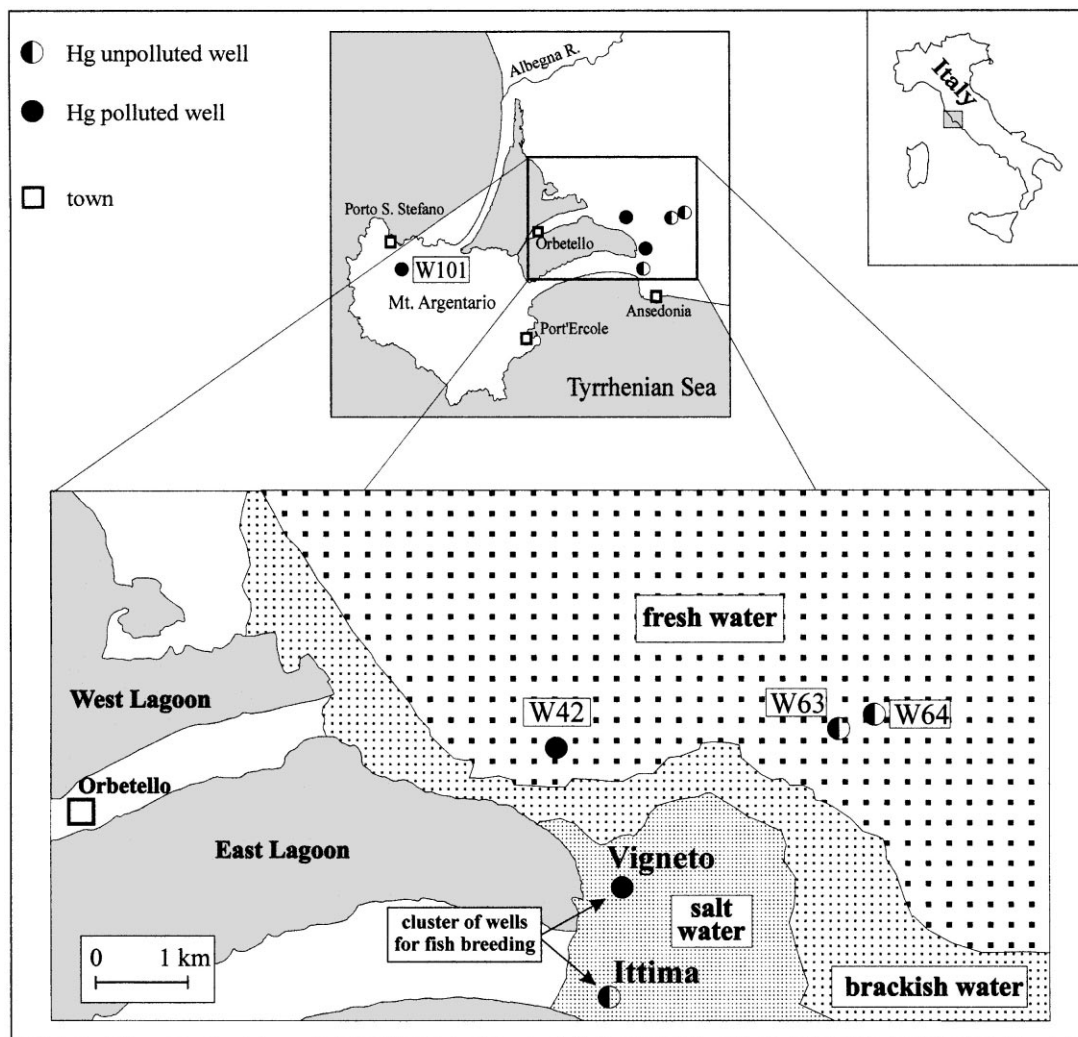 Hg unpolluted well
Hg polluted well
town
Albegna R.
Porto S. Stefano
W101
Mt. Argentario
Orbetello
Ansedonia
Port'Ercole
Tyrrhenian Sea
Italy
fresh water
West Lagoon
W42
W63
W64
Orbetello
East Lagoon
Vigneto
cluster of wells
for fish breeding
salt
water
0 1 km
Ittima
brackish water